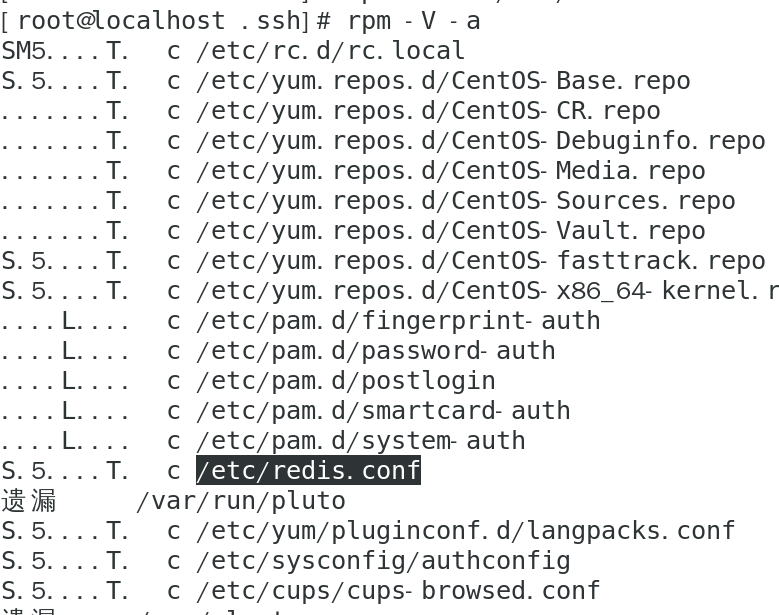 [root@localhost .ssh]# rpm -V -a
SM5....T.  c /etc/rc.d/rc.local
S.5....T.  c /etc/yum.repos.d/CentOS-Base.repo
.......T.  c /etc/yum.repos.d/CentOS-CR.repo
.......T.  c /etc/yum.repos.d/CentOS-Debuginfo.repo
.......T.  c /etc/yum.repos.d/CentOS-Media.repo
.......T.  c /etc/yum.repos.d/CentOS-Sources.repo
.......T.  c /etc/yum.repos.d/CentOS-Vault.repo
S.5....T.  c /etc/yum.repos.d/CentOS-fasttrack.repo
S.5....T.  c /etc/yum.repos.d/CentOS-x86_64-kernel.r
....L....  c /etc/pam.d/fingerprint-auth
....L....  c /etc/pam.d/password-auth
....L....  c /etc/pam.d/postlogin
....L....  c /etc/pam.d/smartcard-auth
....L....  c /etc/pam.d/system-auth
S.5....T.  c /etc/redis.conf
遗漏     /var/run/pluto
S.5....T.  c /etc/yum/pluginconf.d/langpacks.conf
S.5....T.  c /etc/sysconfig/authconfig
S.5....T.  c /etc/cups/cups-browsed.conf